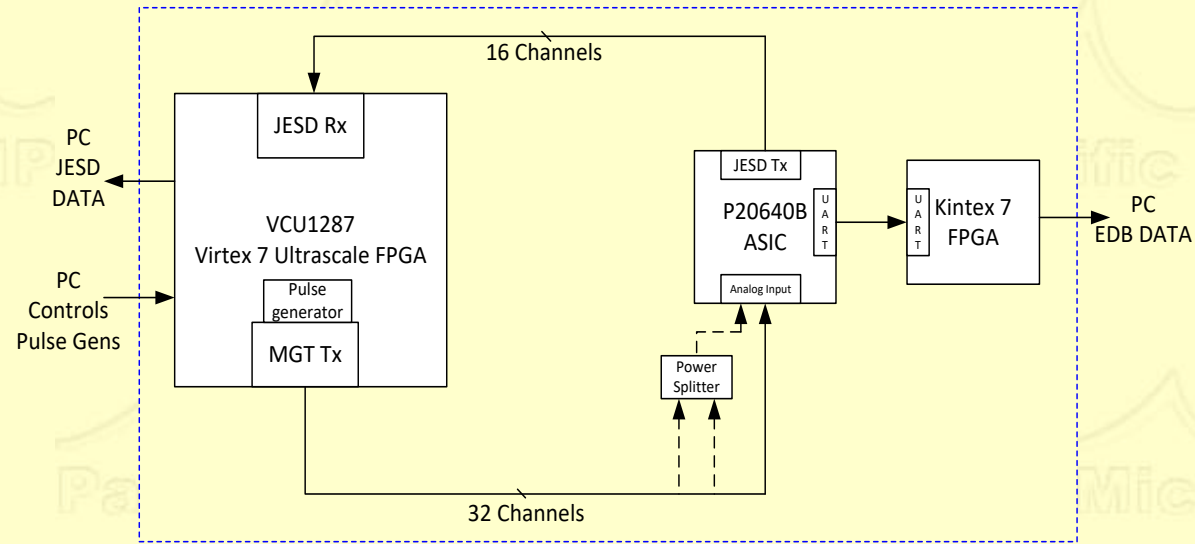 16 Channels
JESD Rx
PC
JESD
DATA
VCU1287
Virtex 7 Ultrascale FPGA
PC
Controls
Pulse Gens
Pulse
generator
MGT Tx
JESD Tx
P20640B
ASIC
UART
Analog Input
UART
Kintex 7
FPGA
PC
EDB DATA
Power
Splitter
32 Channels